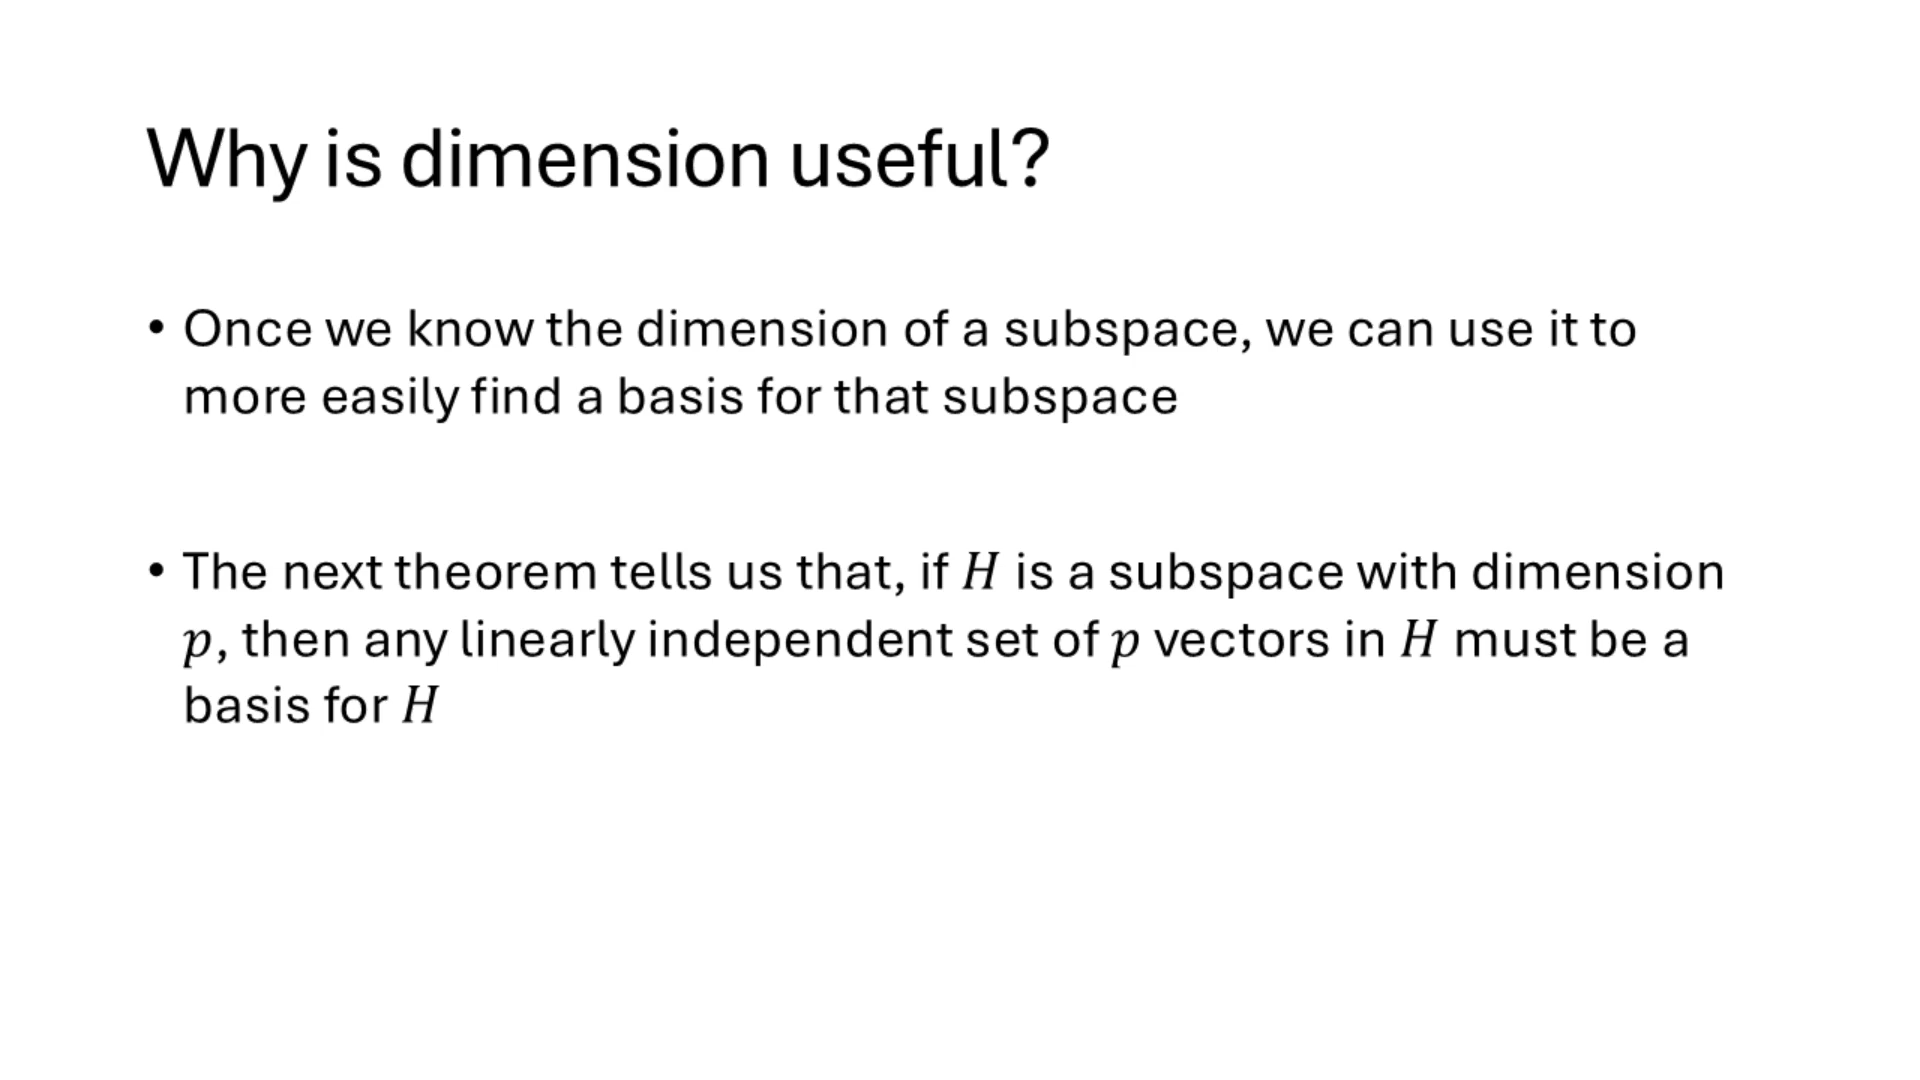 Why is dimension useful?
• Once we know the dimension of a subspace, we can use it to
more easily find a basis for that subspace
• The next theorem tells us that, if H is a subspace with dimension
p, then any linearly independent set of p vectors in H must be a
basis for H